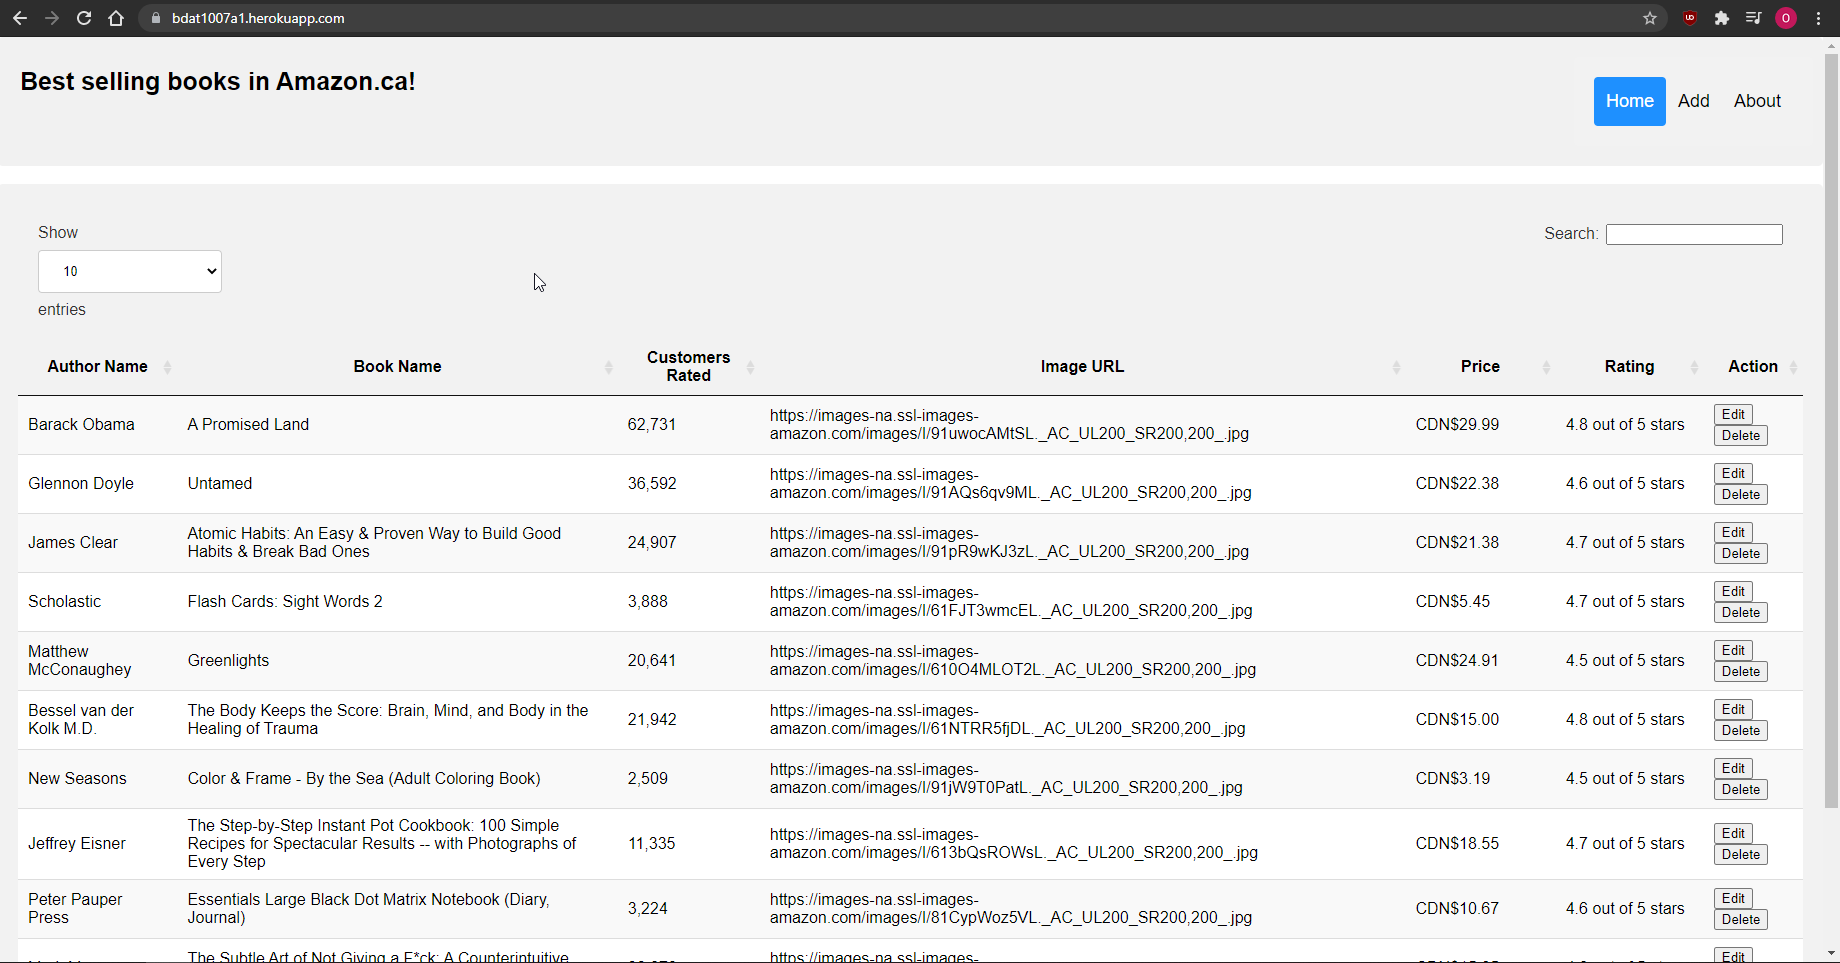 bdat1007a1.herokuapp.com
O
Best selling books in Amazon.ca!
Home Add About
Show
Search:
10
entries
Author Name Book Name Customers Rated Image URL Price Rating Action
Barack Obama
A Promised Land
62,731
https://images-na.ssl-images-
amazon.com/images/I/91uwocAMtSL._AC_UL200_SR200,200_.jpg
CDN$29.99
4.8 out of 5 stars
Edit
Delete
Glennon Doyle
Untamed
36,592
https://images-na.ssl-images-
amazon.com/images/I/91AQs6qv9ML._AC_UL200_SR200,200_.jpg
CDN$22.38
4.6 out of 5 stars
Edit
Delete
James Clear
Atomic Habits: An Easy & Proven Way to Build Good
Habits & Break Bad Ones
24,907
https://images-na.ssl-images-
amazon.com/images/I/91pR9wKJ3zL._AC_UL200_SR200,200_.jpg
CDN$21.38
4.7 out of 5 stars
Edit
Delete
Scholastic
Flash Cards: Sight Words 2
3,888
https://images-na.ssl-images-
amazon.com/images/I/61FJT3wmcEL._AC_UL200_SR200,200_.jpg
CDN$5.45
4.7 out of 5 stars
Edit
Delete
Matthew
McConaughey
Greenlights
20,641
https://images-na.ssl-images-
amazon.com/images/I/610O4MLOT2L._AC_UL200_SR200,200_.jpg
CDN$24.91
4.5 out of 5 stars
Edit
Delete
Bessel van der
Kolk M.D.
The Body Keeps the Score: Brain, Mind, and Body in the
Healing of Trauma
21,942
https://images-na.ssl-images-
amazon.com/images/I/61NTRR5fjDL._AC_UL200_SR200,200_.jpg
CDN$15.00
4.8 out of 5 stars
Edit
Delete
New Seasons
Color & Frame - By the Sea (Adult Coloring Book)
2,509
https://images-na.ssl-images-
amazon.com/images/I/91jW9T0PatL._AC_UL200_SR200,200_.jpg
CDN$3.19
4.5 out of 5 stars
Edit
Delete
Jeffrey Eisner
The Step-by-Step Instant Pot Cookbook: 100 Simple
Recipes for Spectacular Results -- with Photographs of
Every Step
11,335
https://images-na.ssl-images-
amazon.com/images/I/613bQsROWsL._AC_UL200_SR200,200_.jpg
CDN$18.55
4.7 out of 5 stars
Edit
Delete
Peter Pauper
Press
Essentials Large Black Dot Matrix Notebook (Diary,
Journal)
3,224
https://images-na.ssl-images-
amazon.com/images/I/81CypWoz5VL._AC_UL200_SR200,200_.jpg
CDN$10.67
4.6 out of 5 stars
Edit
Delete
The Subtle Art of Not Giving a F*ck: A Counterintuitive
https://images-na.ssl-images-
Edit